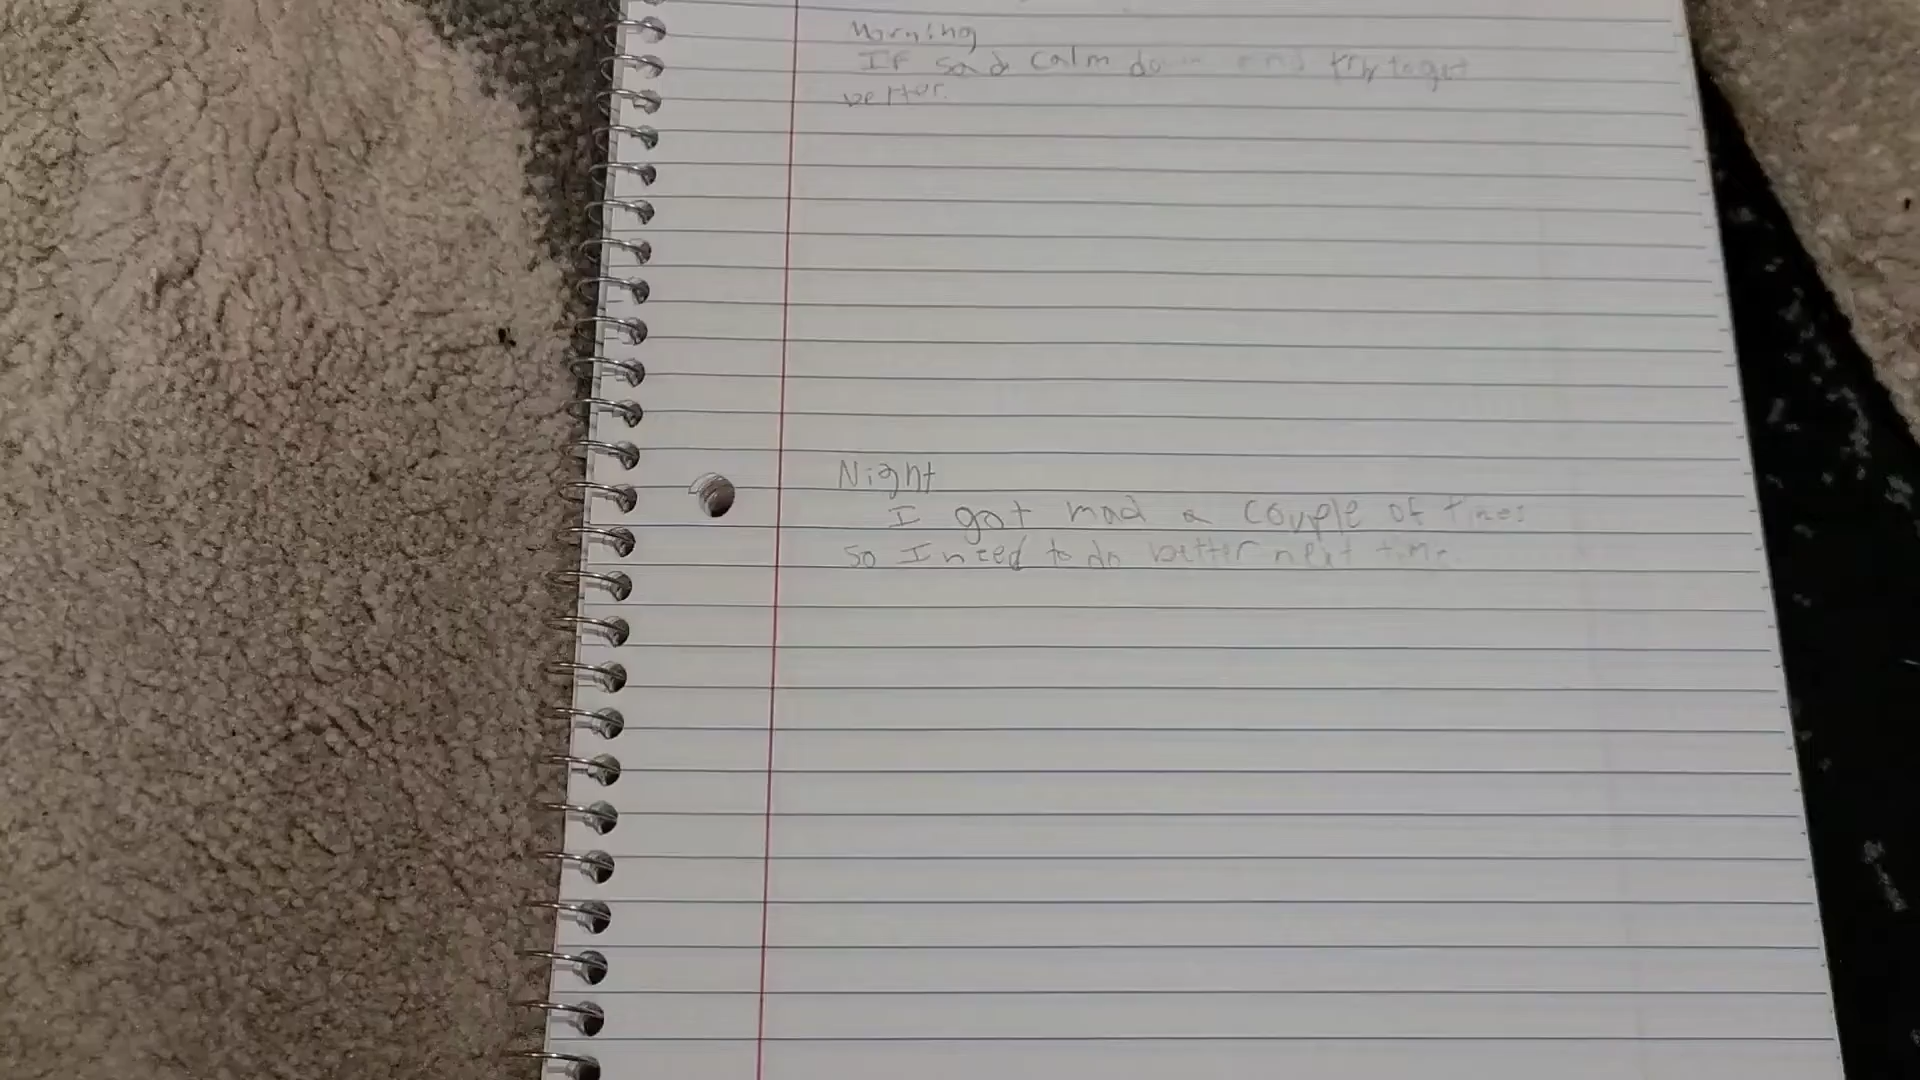 Morning
If sad calm down and try to get
better.
Night
I got mad a couple of times
so I need to do better next time